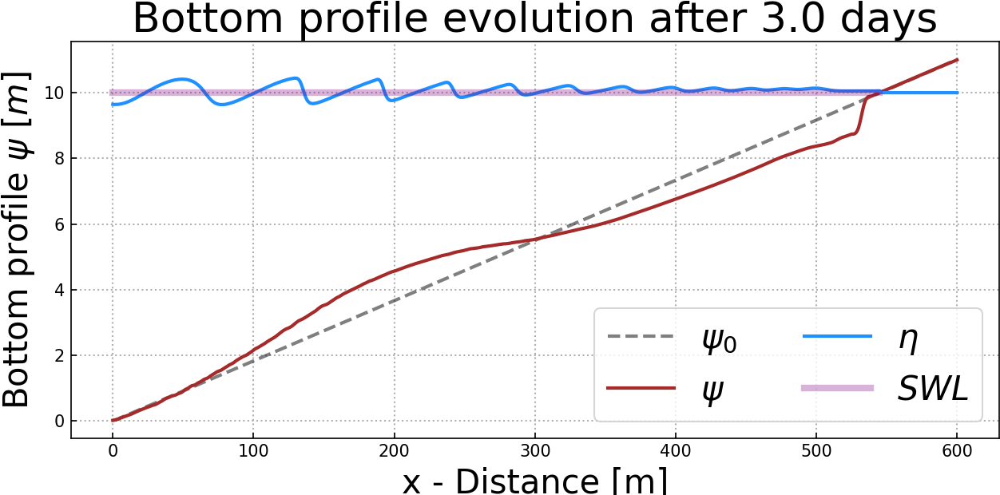 Bottom profile evolution after 3.0 days
Bottom profile ψ [m]
10
8
6
4
2
0
ψ₀
η
ψ
SWL
0 100 200 300 400 500 600
x - Distance [m]